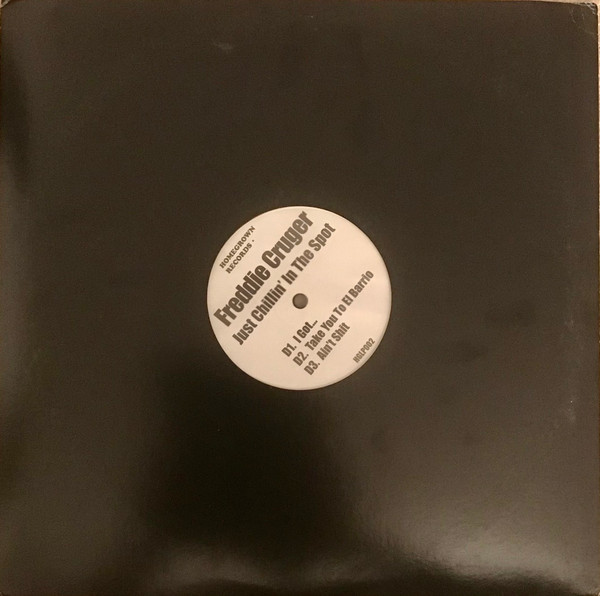 HOMEGROWN
RECORDS.
Freddie Cruger
Just Chillin' In The Spot
D1. I Got...
D2. Take You To El Barrio
D3. Ain't Shit
HGLP002